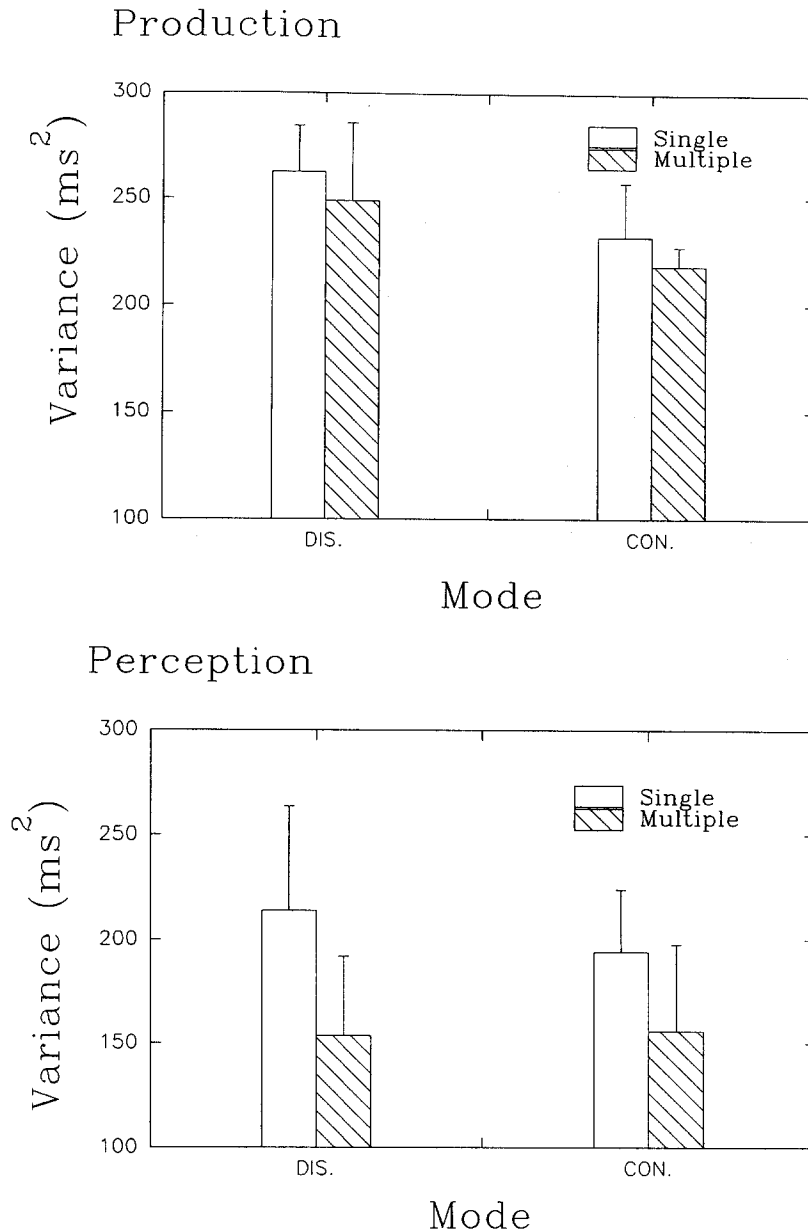 Production
300
250
200
150
100
Variance (ms²)
Single
Multiple
DIS.
CON.
Mode
Perception
300
250
200
150
100
Variance (ms²)
Single
Multiple
DIS.
CON.
Mode